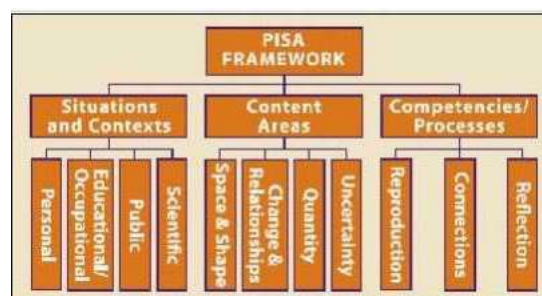 PISA
FRAMEWORK
Situations
and Contexts
Content
Areas
Competencies/
Processes
Personal
Educational/
Occupational
Public
Scientific
Space & Shape
Change &
Relationships
Quantity
Uncertainty
Reproduction
Connections
Reflection